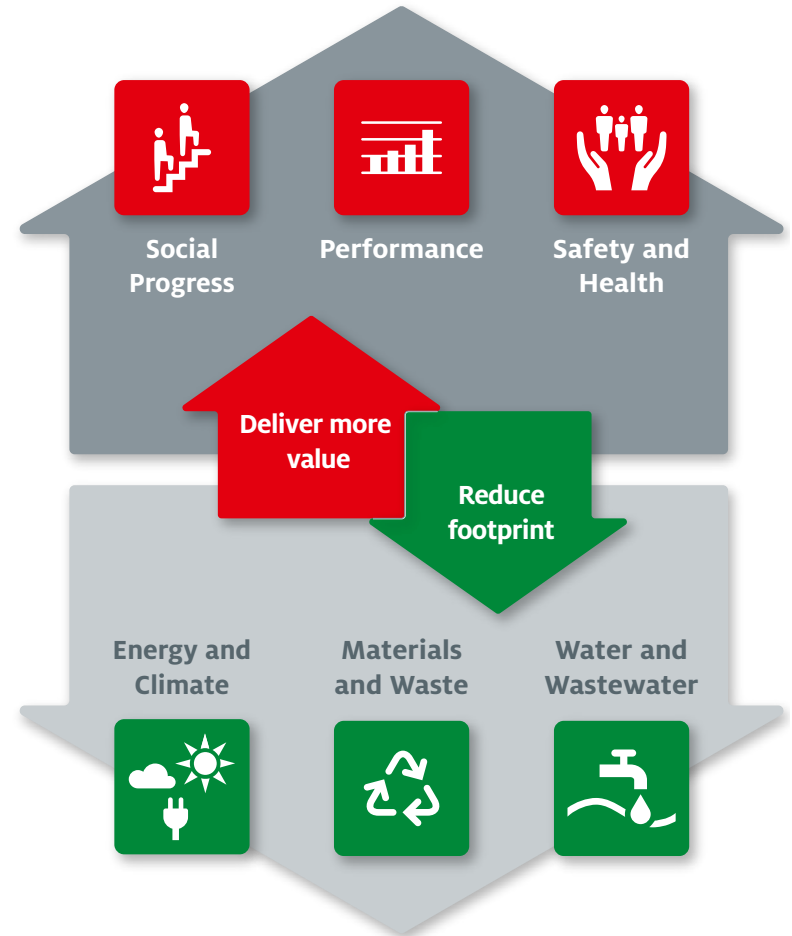 Social
Progress
Performance
Safety and
Health
Deliver more
value
Reduce
footprint
Energy and
Climate
Materials
and Waste
Water and
Wastewater